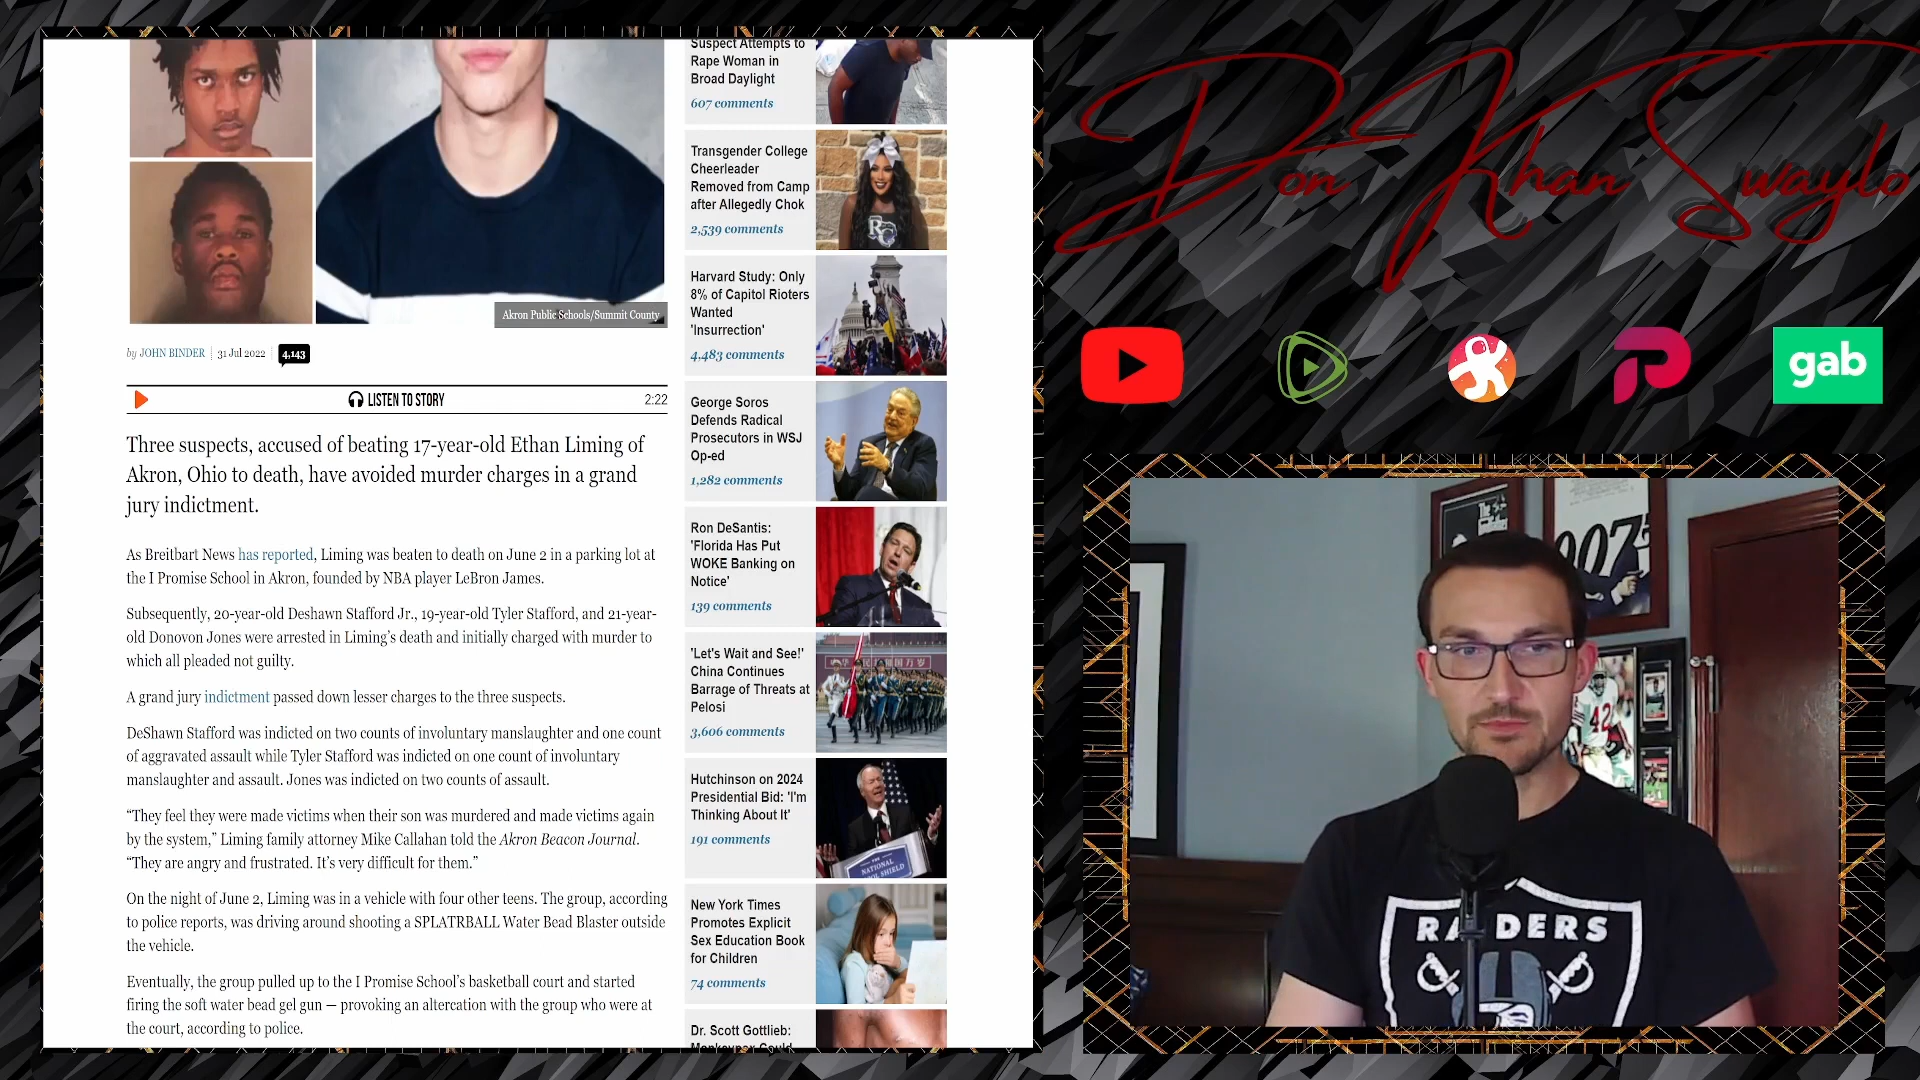 Akron Public Schools/Summit County
by JOHN BINDER | 31 Jul 2022 | 4,143
LISTEN TO STORY
2:22
Three suspects, accused of beating 17-year-old Ethan Liming of
Akron, Ohio to death, have avoided murder charges in a grand
jury indictment.
As Breitbart News has reported, Liming was beaten to death on June 2 in a parking lot at
the I Promise School in Akron, founded by NBA player LeBron James.
Subsequently, 20-year-old Deshawn Stafford Jr., 19-year-old Tyler Stafford, and 21-year-
old Donovon Jones were arrested in Liming's death and initially charged with murder to
which all pleaded not guilty.
A grand jury indictment passed down lesser charges to the three suspects.
DeShawn Stafford was indicted on two counts of involuntary manslaughter and one count
of aggravated assault while Tyler Stafford was indicted on one count of involuntary
manslaughter and assault. Jones was indicted on two counts of assault.
“They feel they were made victims when their son was murdered and made victims again
by the system,” Liming family attorney Mike Callahan told the Akron Beacon Journal.
“They are angry and frustrated. It’s very difficult for them.”
On the night of June 2, Liming was in a vehicle with four other teens. The group, according
to police reports, was driving around shooting a SPLATRBALL Water Bead Blaster outside
the vehicle.
Eventually, the group pulled up to the I Promise School’s basketball court and started
firing the soft water bead gel gun — provoking an altercation with the group who were at
the court, according to police.
Suspect Attempts to
Rape Woman in
Broad Daylight
607 comments
Transgender College
Cheerleader
Removed from Camp
after Allegedly Chok
2,539 comments
RC
Harvard Study: Only
8% of Capitol Rioters
Wanted
'Insurrection'
4,483 comments
George Soros
Defends Radical
Prosecutors in WSJ
Op-ed
1,282 comments
Ron DeSantis:
'Florida Has Put
WOKE Banking on
Notice'
139 comments
'Let's Wait and See!'
China Continues
Barrage of Threats at
Pelosi
3,606 comments
Hutchinson on 2024
Presidential Bid: 'I'm
Thinking About It'
191 comments
New York Times
Promotes Explicit
Sex Education Book
for Children
74 comments
Dr. Scott Gottlieb:
Monkeypox Could
Don Khan Swaylo
gab
007
42
RAIDERS